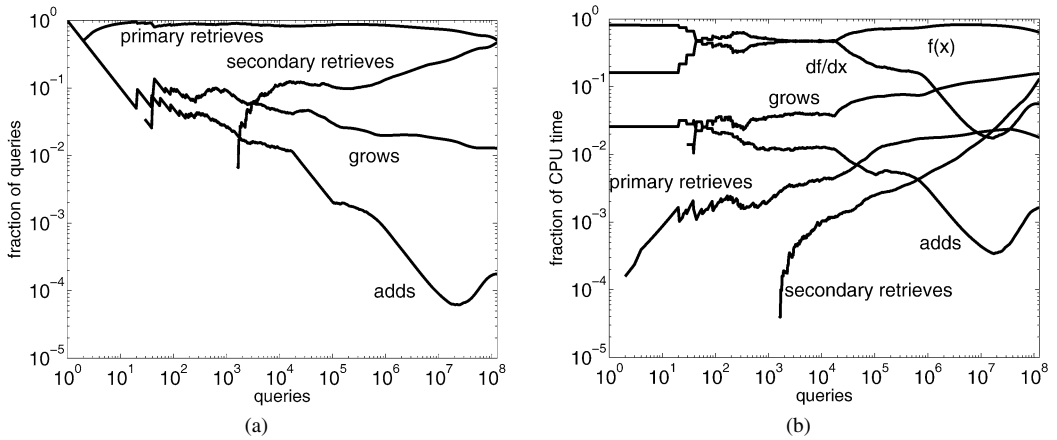 10^0
10^-1
10^-2
10^-3
10^-4
10^-5
fraction of queries
primary retrieves
secondary retrieves
grows
adds
10^0 10^1 10^2 10^3 10^4 10^5 10^6 10^7 10^8
queries
(a)
10^0
10^-1
10^-2
10^-3
10^-4
10^-5
fraction of CPU time
f(x)
df/dx
grows
primary retrieves
adds
secondary retrieves
10^0 10^1 10^2 10^3 10^4 10^5 10^6 10^7 10^8
queries
(b)